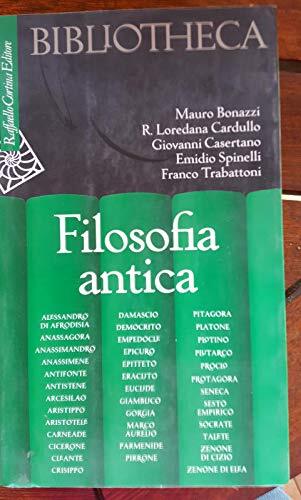 Raffaello Cortina Editore
BIBLIOTHECA
Mauro Bonazzi
R. Loredana Cardullo
Giovanni Casertano
Emidio Spinelli
Franco Trabattoni
Filosofia
antica
ALESSANDRO
DI AFRODISIA
ANASSAGORA
ANASSIMANDRO
ANASSIMENE
ANTIFONTE
ANTISTENE
ARCESILAO
ARISTIPPO
ARISTOTELE
CARNEADE
CICERONE
CLEANTE
CRISIPPO
DAMASCIO
DEMOCRITO
EMPEDOCLE
EPICURO
EPITTETO
ERACLITO
EUCLIDE
GIAMBLICO
GORGIA
MARCO
AURELIO
PARMENIDE
PIRRONE
PITAGORA
PLATONE
PLOTINO
PLUTARCO
PROCLO
PROTAGORA
SENECA
SESTO
EMPIRICO
SOCRATE
TALETE
ZENONE
DI CIZIO
ZENONE DI ELEA